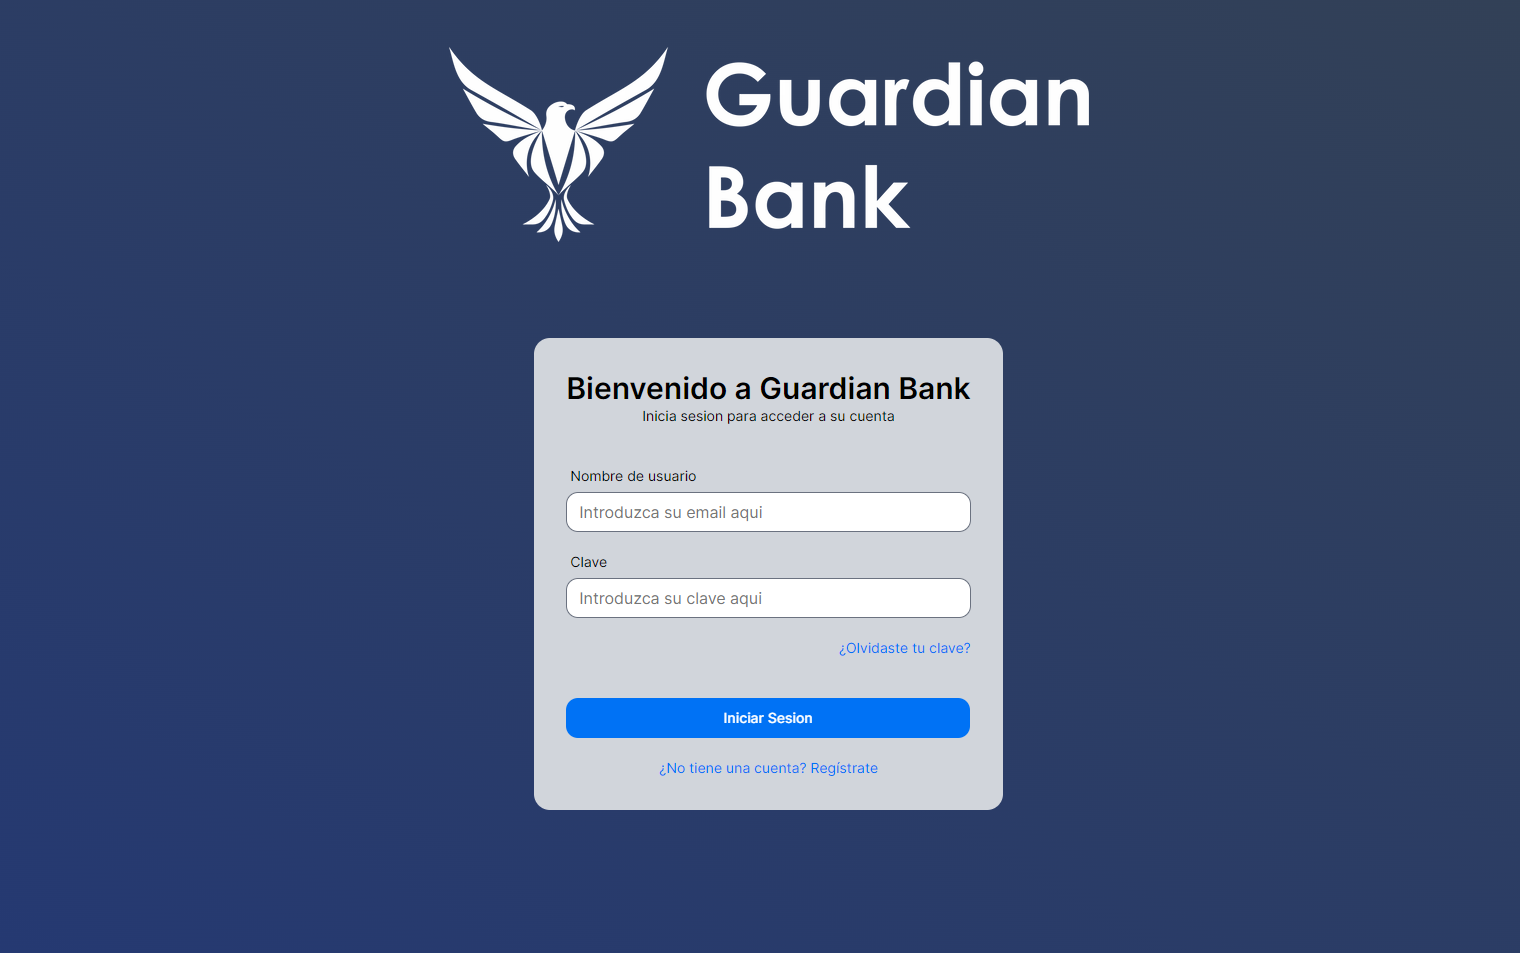 Guardian
Bank
Bienvenido a Guardian Bank
Inicia sesion para acceder a su cuenta
Nombre de usuario
Introduzca su email aqui
Clave
Introduzca su clave aqui
¿Olvidaste tu clave?
Iniciar Sesion
¿No tiene una cuenta? Regístrate